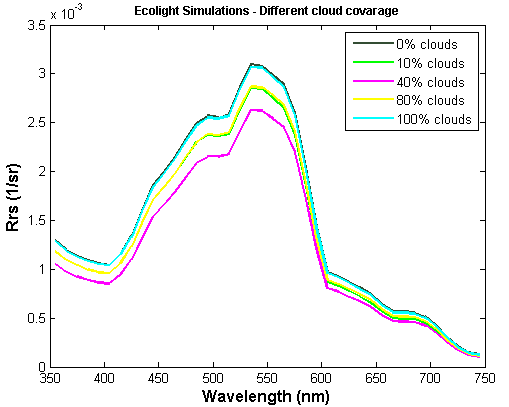 Ecolight Simulations - Different cloud covarage
x 10⁻³
3.5
3
2.5
2
1.5
1
0.5
0
350 400 450 500 550 600 650 700 750
Wavelength (nm)
Rrs (1/sr)
0% clouds
10% clouds
40% clouds
80% clouds
100% clouds